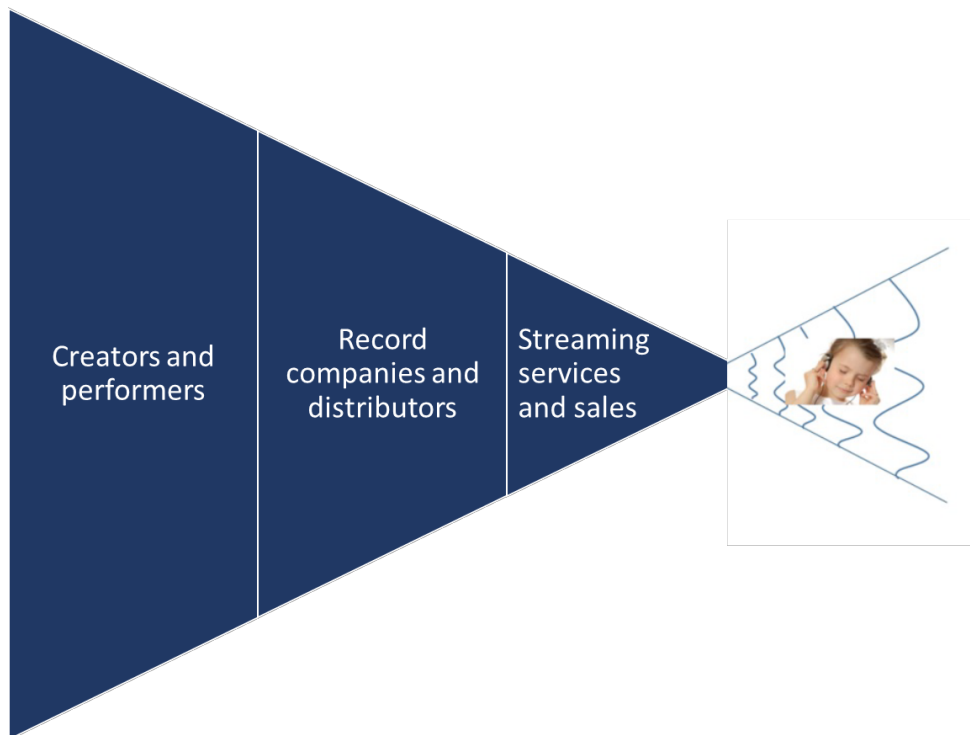 Creators and
performers
Record
companies and
distributors
Streaming
services
and sales